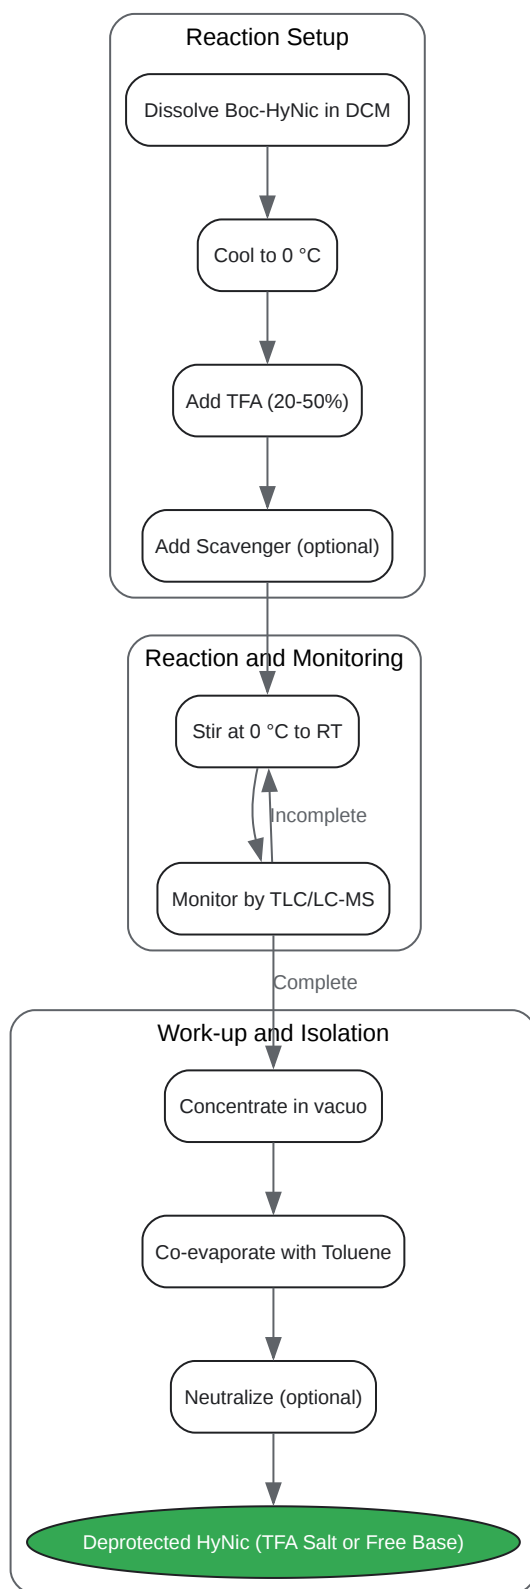 Reaction Setup
Dissolve Boc-HyNic in DCM
Cool to 0 °C
Add TFA (20-50%)
Add Scavenger (optional)
Reaction and Monitoring
Stir at 0 °C to RT
Incomplete
Monitor by TLC/LC-MS
Complete
Work-up and Isolation
Concentrate in vacuo
Co-evaporate with Toluene
Neutralize (optional)
Deprotected HyNic (TFA Salt or Free Base)